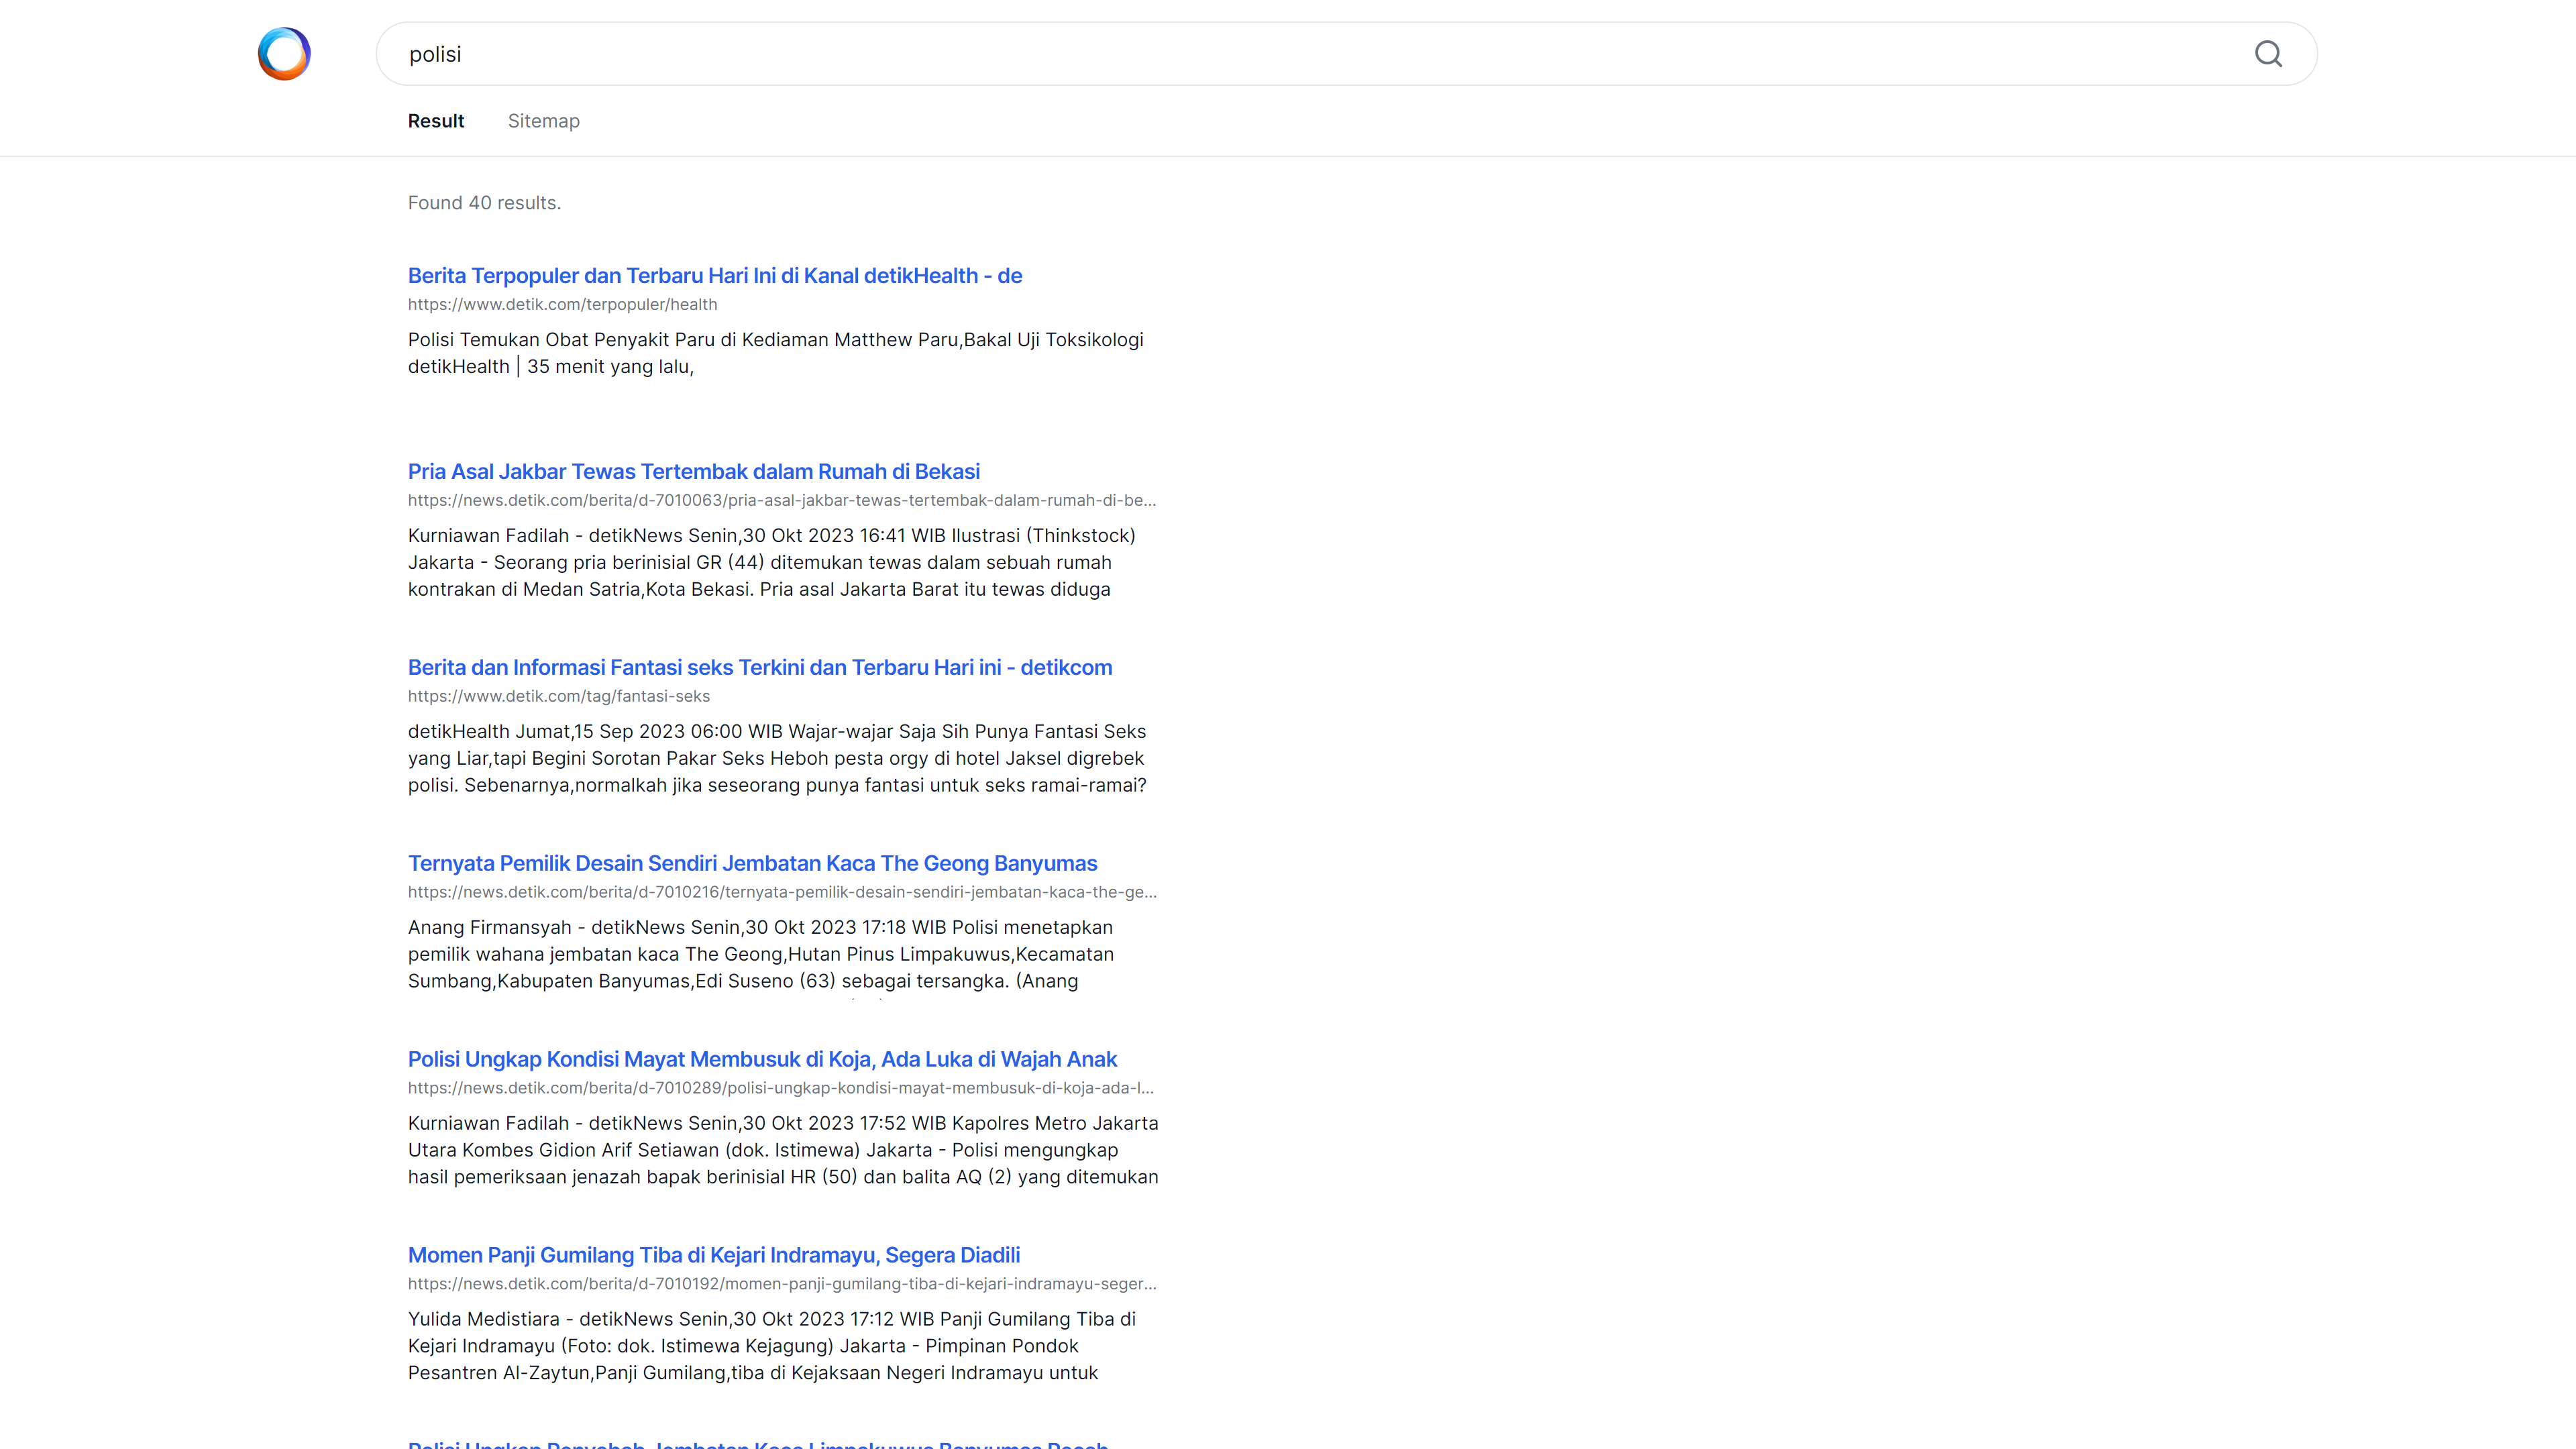 polisi
Result Sitemap
Found 40 results.
Berita Terpopuler dan Terbaru Hari Ini di Kanal detikHealth - de
https://www.detik.com/terpopuler/health
Polisi Temukan Obat Penyakit Paru di Kediaman Matthew Paru,Bakal Uji Toksikologi
detikHealth | 35 menit yang lalu,
Pria Asal Jakbar Tewas Tertembak dalam Rumah di Bekasi
https://news.detik.com/berita/d-7010063/pria-asal-jakbar-tewas-tertembak-dalam-rumah-di-be...
Kurniawan Fadilah - detikNews Senin,30 Okt 2023 16:41 WIB Ilustrasi (Thinkstock)
Jakarta - Seorang pria berinisial GR (44) ditemukan tewas dalam sebuah rumah
kontrakan di Medan Satria,Kota Bekasi. Pria asal Jakarta Barat itu tewas diduga
Berita dan Informasi Fantasi seks Terkini dan Terbaru Hari ini - detikcom
https://www.detik.com/tag/fantasi-seks
detikHealth Jumat,15 Sep 2023 06:00 WIB Wajar-wajar Saja Sih Punya Fantasi Seks
yang Liar,tapi Begini Sorotan Pakar Seks Heboh pesta orgy di hotel Jaksel digrebek
polisi. Sebenarnya,normalkah jika seseorang punya fantasi untuk seks ramai-ramai?
Ternyata Pemilik Desain Sendiri Jembatan Kaca The Geong Banyumas
https://news.detik.com/berita/d-7010216/ternyata-pemilik-desain-sendiri-jembatan-kaca-the-ge...
Anang Firmansyah - detikNews Senin,30 Okt 2023 17:18 WIB Polisi menetapkan
pemilik wahana jembatan kaca The Geong,Hutan Pinus Limpakuwus,Kecamatan
Sumbang,Kabupaten Banyumas,Edi Suseno (63) sebagai tersangka. (Anang
Polisi Ungkap Kondisi Mayat Membusuk di Koja, Ada Luka di Wajah Anak
https://news.detik.com/berita/d-7010289/polisi-ungkap-kondisi-mayat-membusuk-di-koja-ada-l...
Kurniawan Fadilah - detikNews Senin,30 Okt 2023 17:52 WIB Kapolres Metro Jakarta
Utara Kombes Gidion Arif Setiawan (dok. Istimewa) Jakarta - Polisi mengungkap
hasil pemeriksaan jenazah bapak berinisial HR (50) dan balita AQ (2) yang ditemukan
Momen Panji Gumilang Tiba di Kejari Indramayu, Segera Diadili
https://news.detik.com/berita/d-7010192/momen-panji-gumilang-tiba-di-kejari-indramayu-seger...
Yulida Medistiara - detikNews Senin,30 Okt 2023 17:12 WIB Panji Gumilang Tiba di
Kejari Indramayu (Foto: dok. Istimewa Kejagung) Jakarta - Pimpinan Pondok
Pesantren Al-Zaytun,Panji Gumilang,tiba di Kejaksaan Negeri Indramayu untuk
Polisi Ungkap Penyebab Jembatan Kaca Limpakuwus Banyumas Pecah